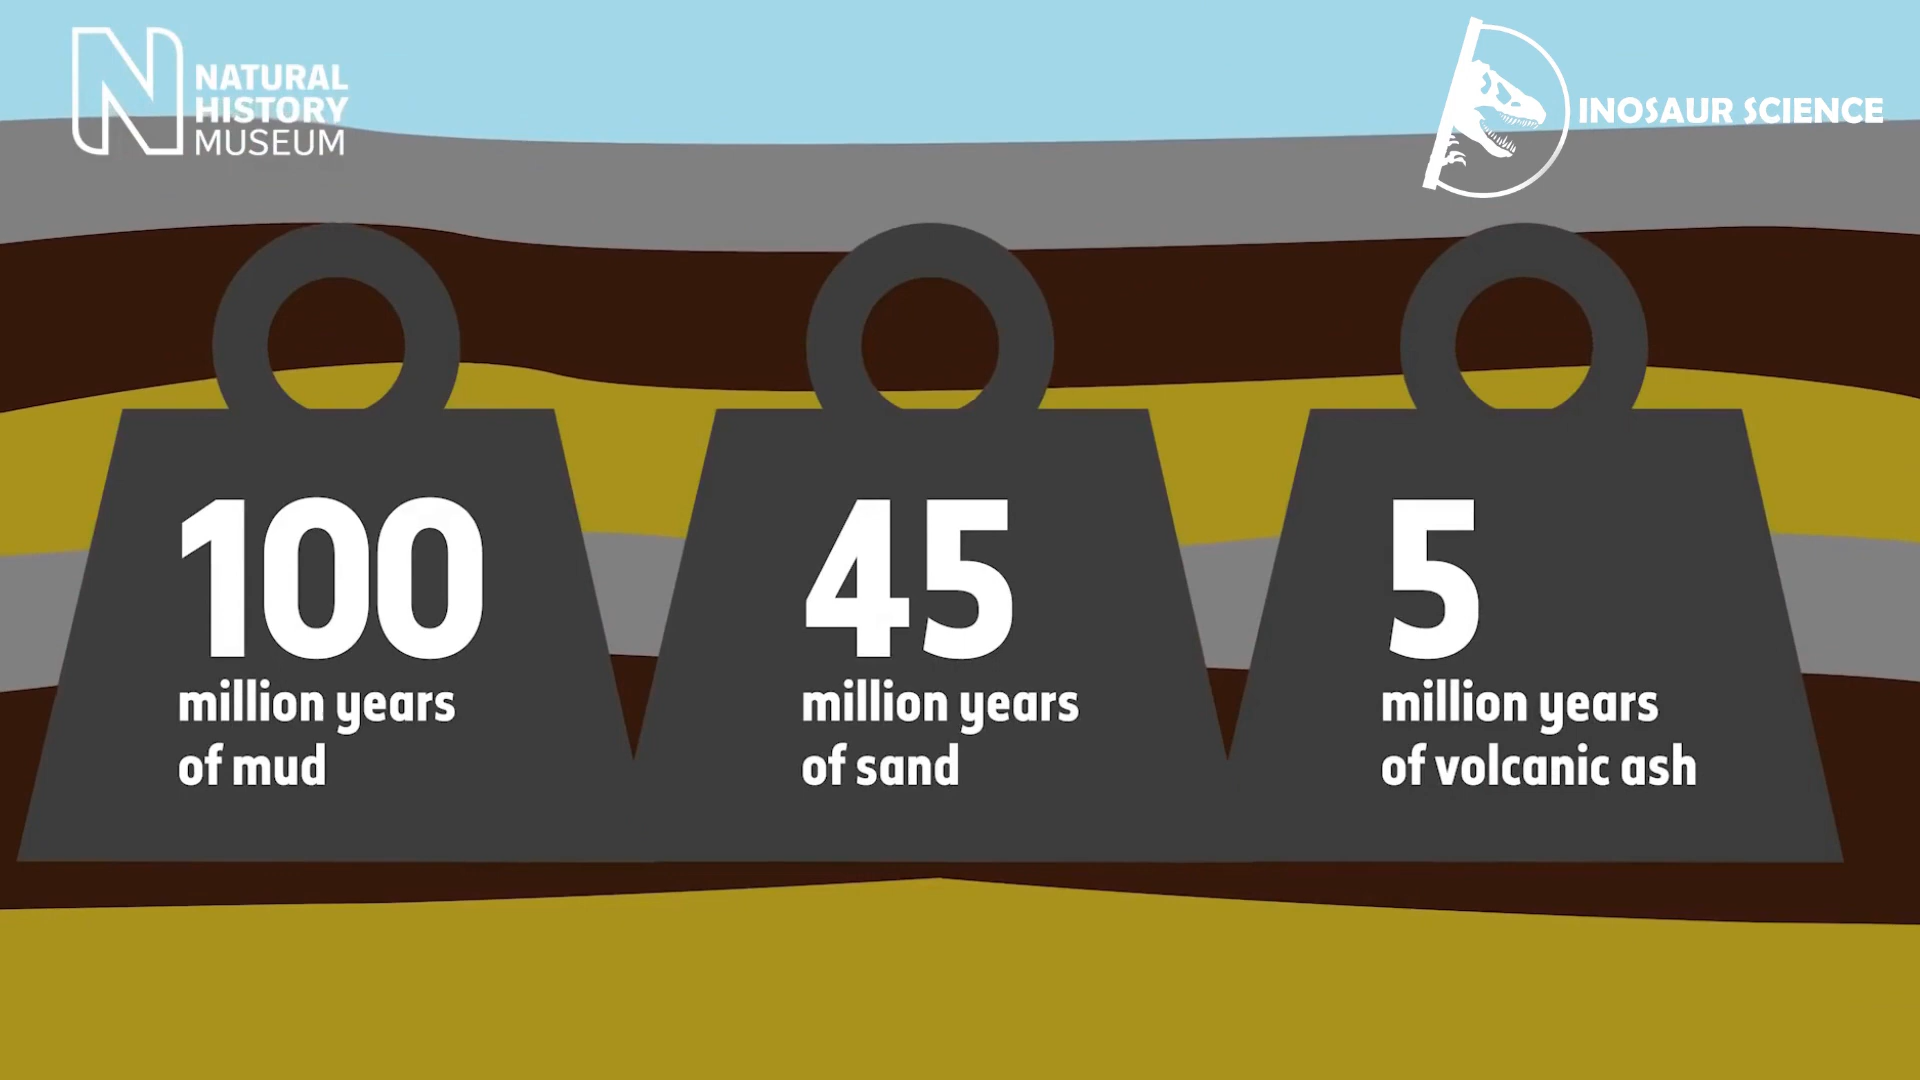 NATURAL
HISTORY
MUSEUM
INOSAUR SCIENCE
100
million years
of mud
45
million years
of sand
5
million years
of volcanic ash